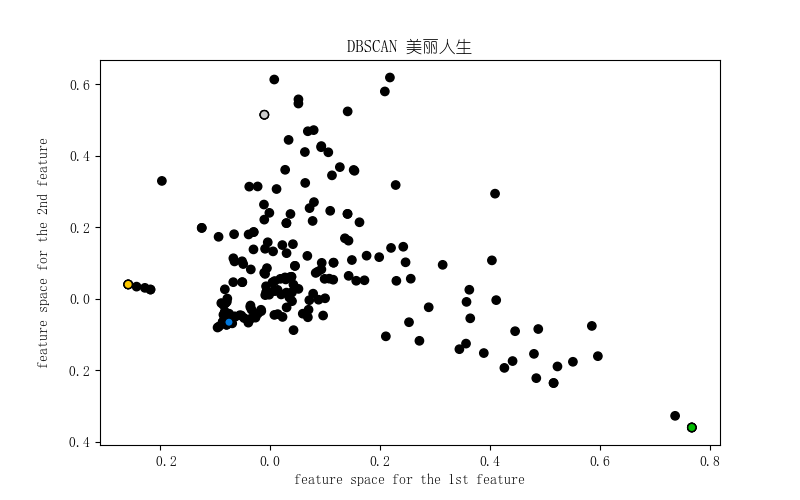 DBSCAN 美丽人生
0.6
0.4
0.2
0.0
0.2
0.4
feature space for the 2nd feature
0.2 0.0 0.2 0.4 0.6 0.8
feature space for the 1st feature